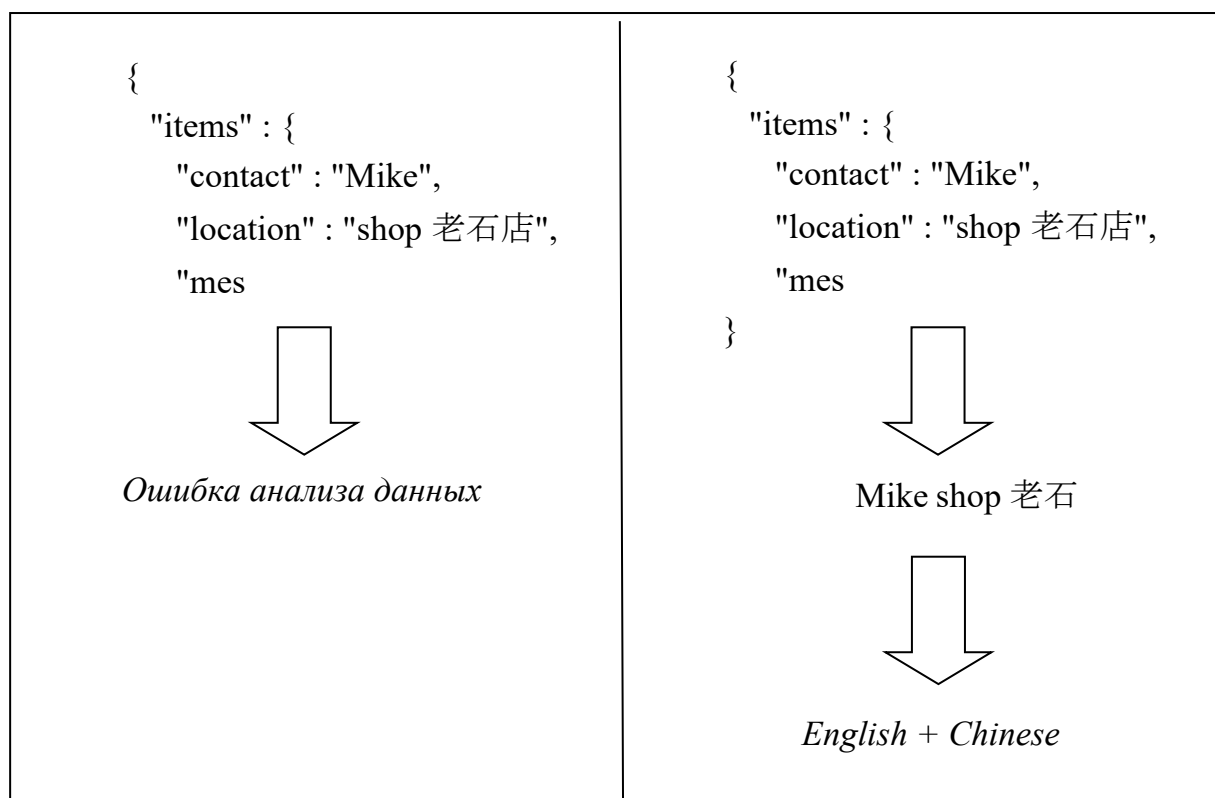 {
"items" : {
"contact" : "Mike",
"location" : "shop 老石店",
"mes
Ошибка анализа данных
{
"items" : {
"contact" : "Mike",
"location" : "shop 老石店",
"mes
}
Mike shop 老石
English + Chinese